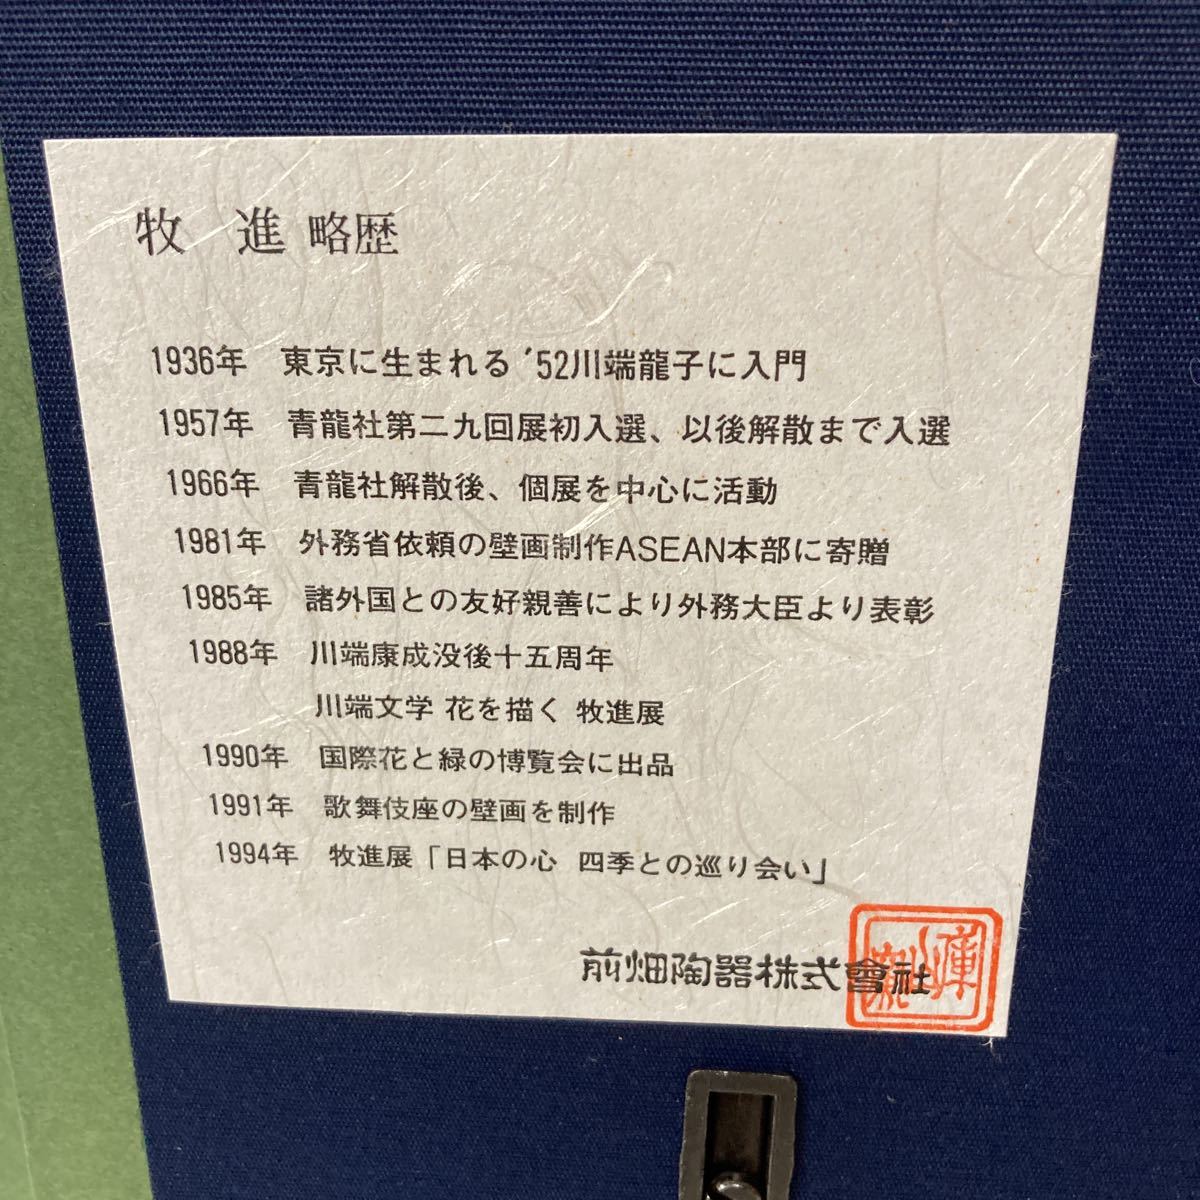 牧　進 略歴
1936年　東京に生まれる ´52川端龍子に入門
1957年　青龍社第二九回展初入選、以後解散まで入選
1966年　青龍社解散後、個展を中心に活動
1981年　外務省依頼の壁画制作ASEAN本部に寄贈
1985年　諸外国との友好親善により外務大臣より表彰
1988年　川端康成没後十五周年
川端文学 花を描く 牧進展
1990年　国際花と緑の博覧会に出品
1991年　歌舞伎座の壁画を制作
1994年　牧進展「日本の心 四季との巡り会い」
前畑陶器株式會社